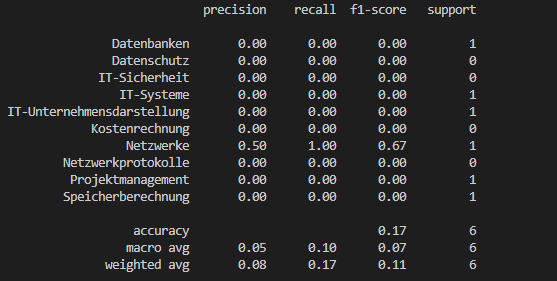 precision recall f1-score support
Datenbanken 0.00 0.00 0.00 1
Datenschutz 0.00 0.00 0.00 0
IT-Sicherheit 0.00 0.00 0.00 0
IT-Systeme 0.00 0.00 0.00 1
IT-Unternehmensdarstellung 0.00 0.00 0.00 1
Kostenrechnung 0.00 0.00 0.00 0
Netzwerke 0.50 1.00 0.67 1
Netzwerkprotokolle 0.00 0.00 0.00 0
Projektmanagement 0.00 0.00 0.00 1
Speicherberechnung 0.00 0.00 0.00 1
accuracy 0.17 6
macro avg 0.05 0.10 0.07 6
weighted avg 0.08 0.17 0.11 6